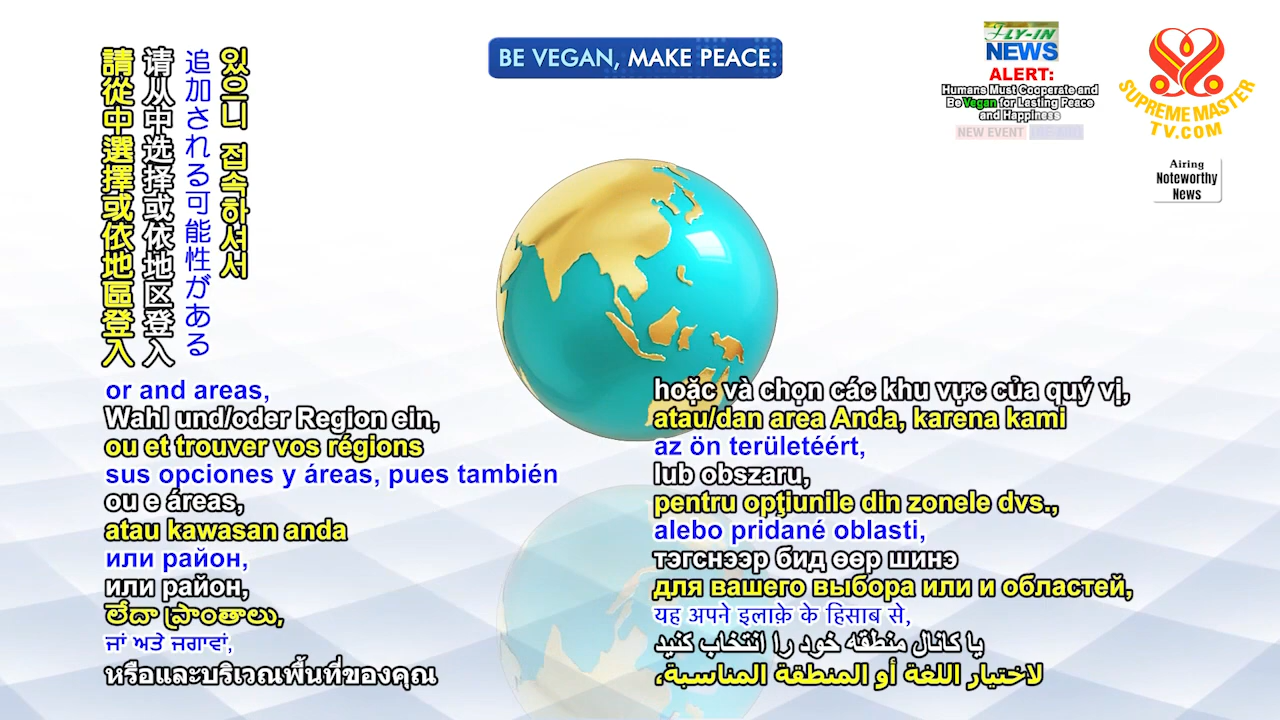 BE VEGAN, MAKE PEACE.
FLY-IN
NEWS
ALERT:
Humans Must Cooperate and
Be Vegan for Lasting Peace
and Happiness
NEW EVENT
SUPREME MASTER
TV.COM
Airing
Noteworthy
News
있으니 접속하셔서
追加される可能性がある
请从中选择或依地区登入
請從中選擇或依地區登入
or and areas,
Wahl und/oder Region ein,
ou et trouver vos régions
sus opciones y áreas, pues también
ou e áreas,
atau kawasan anda
или район,
или район,
లేదా ప్రాంతాలు,
ਜਾਂ ਅਤੇ ਜਗਾਵਾਂ,
หรือและบริเวณพื้นที่ของคุณ
hoặc và chọn các khu vực của quý vị,
atau/dan area Anda, karena kami
az ön területéért,
lub obszaru,
pentru opţiunile din zonele dvs.,
alebo pridané oblasti,
тэгснээр бид өөр шинэ
для вашего выбора или и областей,
यह अपने इलाक़े के हिसाब से,
یا کانال منطقه خود را انتخاب کنید
لاختيار اللغة أو المنطقة المناسبة،